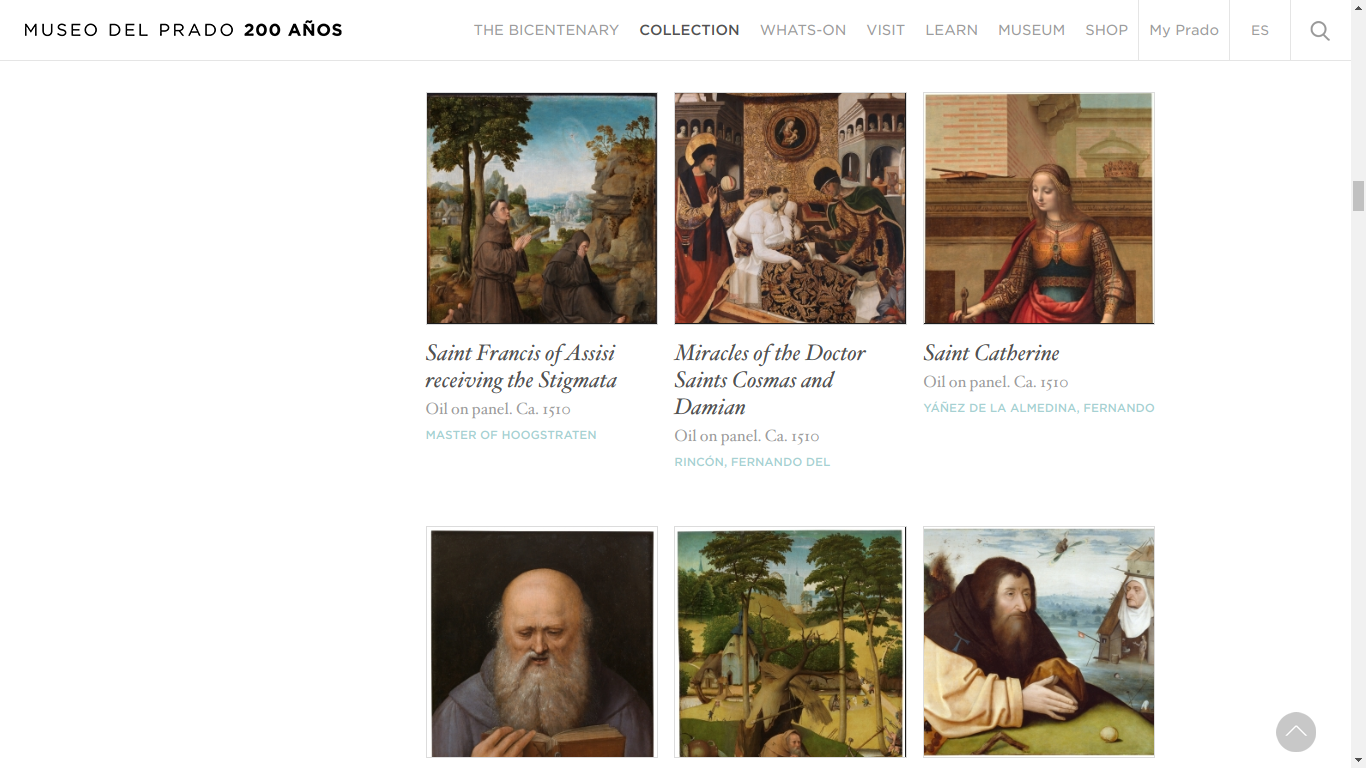 MUSEO DEL PRADO 200 AÑOS
THE BICENTENARY COLLECTION WHATS-ON VISIT LEARN MUSEUM SHOP My Prado ES
Saint Francis of Assisi
receiving the Stigmata
Oil on panel. Ca. 1510
MASTER OF HOOGSTRATEN
Miracles of the Doctor
Saints Cosmas and
Damian
Oil on panel. Ca. 1510
RINCÓN, FERNANDO DEL
Saint Catherine
Oil on panel. Ca. 1510
YÁÑEZ DE LA ALMEDINA, FERNANDO